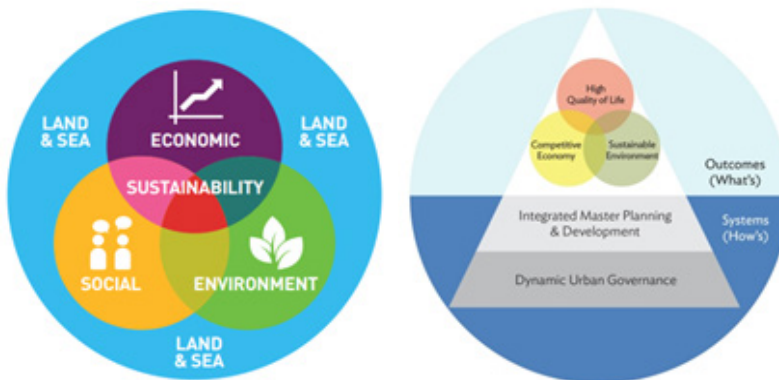 LAND
& SEA
LAND
& SEA
ECONOMIC
SUSTAINABILITY
SOCIAL
ENVIRONMENT
LAND
& SEA
High
Quality of Life
Competitive
Economy
Sustainable
Environment
Outcomes
(What's)
Integrated Master Planning
& Development
Systems
(How's)
Dynamic Urban Governance